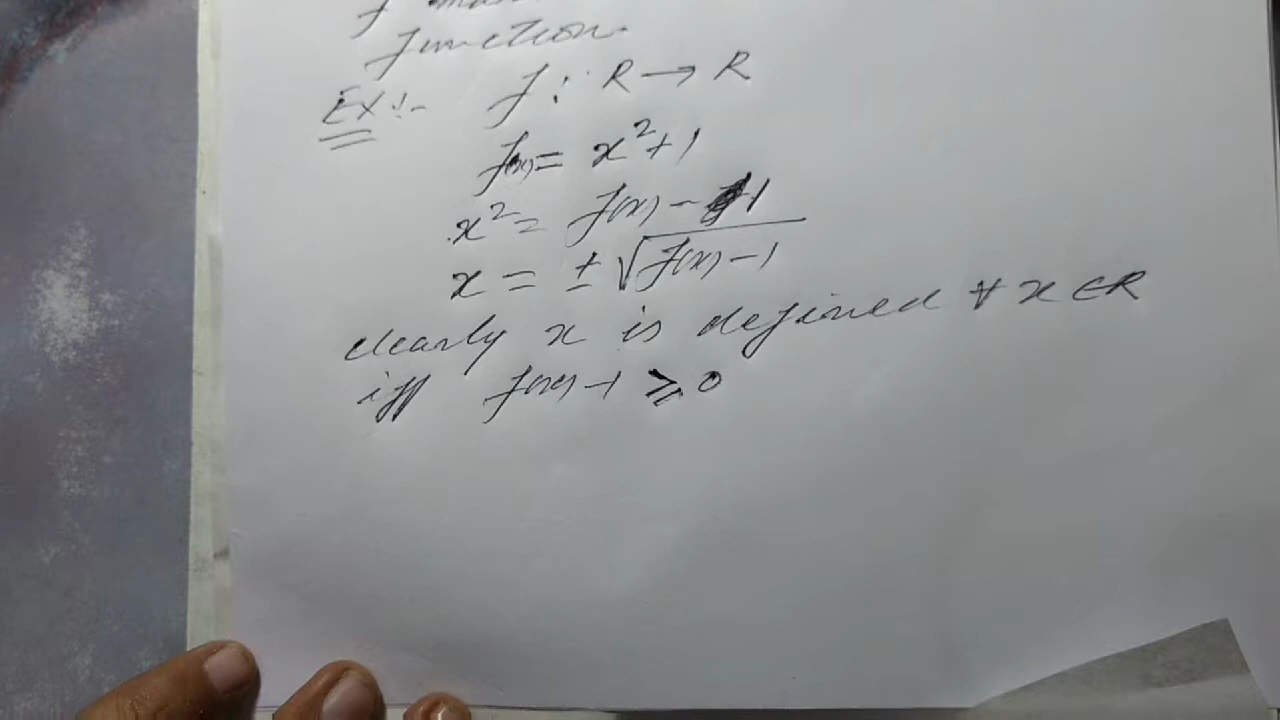 f
function.
Ex:- f : R → R
f(x) = x²+1
x² = f(x) - 1
x = ± √f(x) - 1
clearly x is defined ∀ x ∈ R
iff f(x) - 1 ⩾ 0